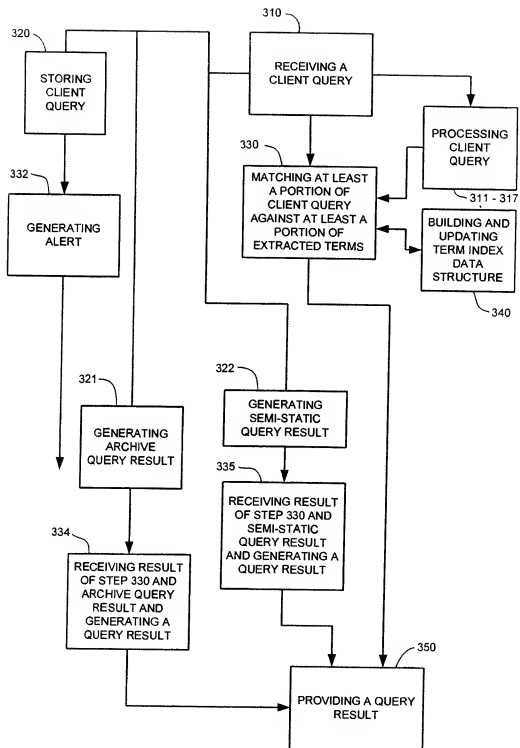 320
STORING
CLIENT
QUERY
310
RECEIVING A
CLIENT QUERY
PROCESSING
CLIENT
QUERY
311 - 317
330
MATCHING AT LEAST
A PORTION OF
CLIENT QUERY
AGAINST AT LEAST A
PORTION OF
EXTRACTED TERMS
332
GENERATING
ALERT
BUILDING AND
UPDATING
TERM INDEX
DATA
STRUCTURE
340
321
GENERATING
ARCHIVE
QUERY RESULT
322
GENERATING
SEMI-STATIC
QUERY RESULT
334
RECEIVING RESULT
OF STEP 330 AND
ARCHIVE QUERY
RESULT AND
GENERATING A
QUERY RESULT
335
RECEIVING RESULT
OF STEP 330 AND
SEMI-STATIC
QUERY RESULT
AND GENERATING A
QUERY RESULT
350
PROVIDING A QUERY
RESULT